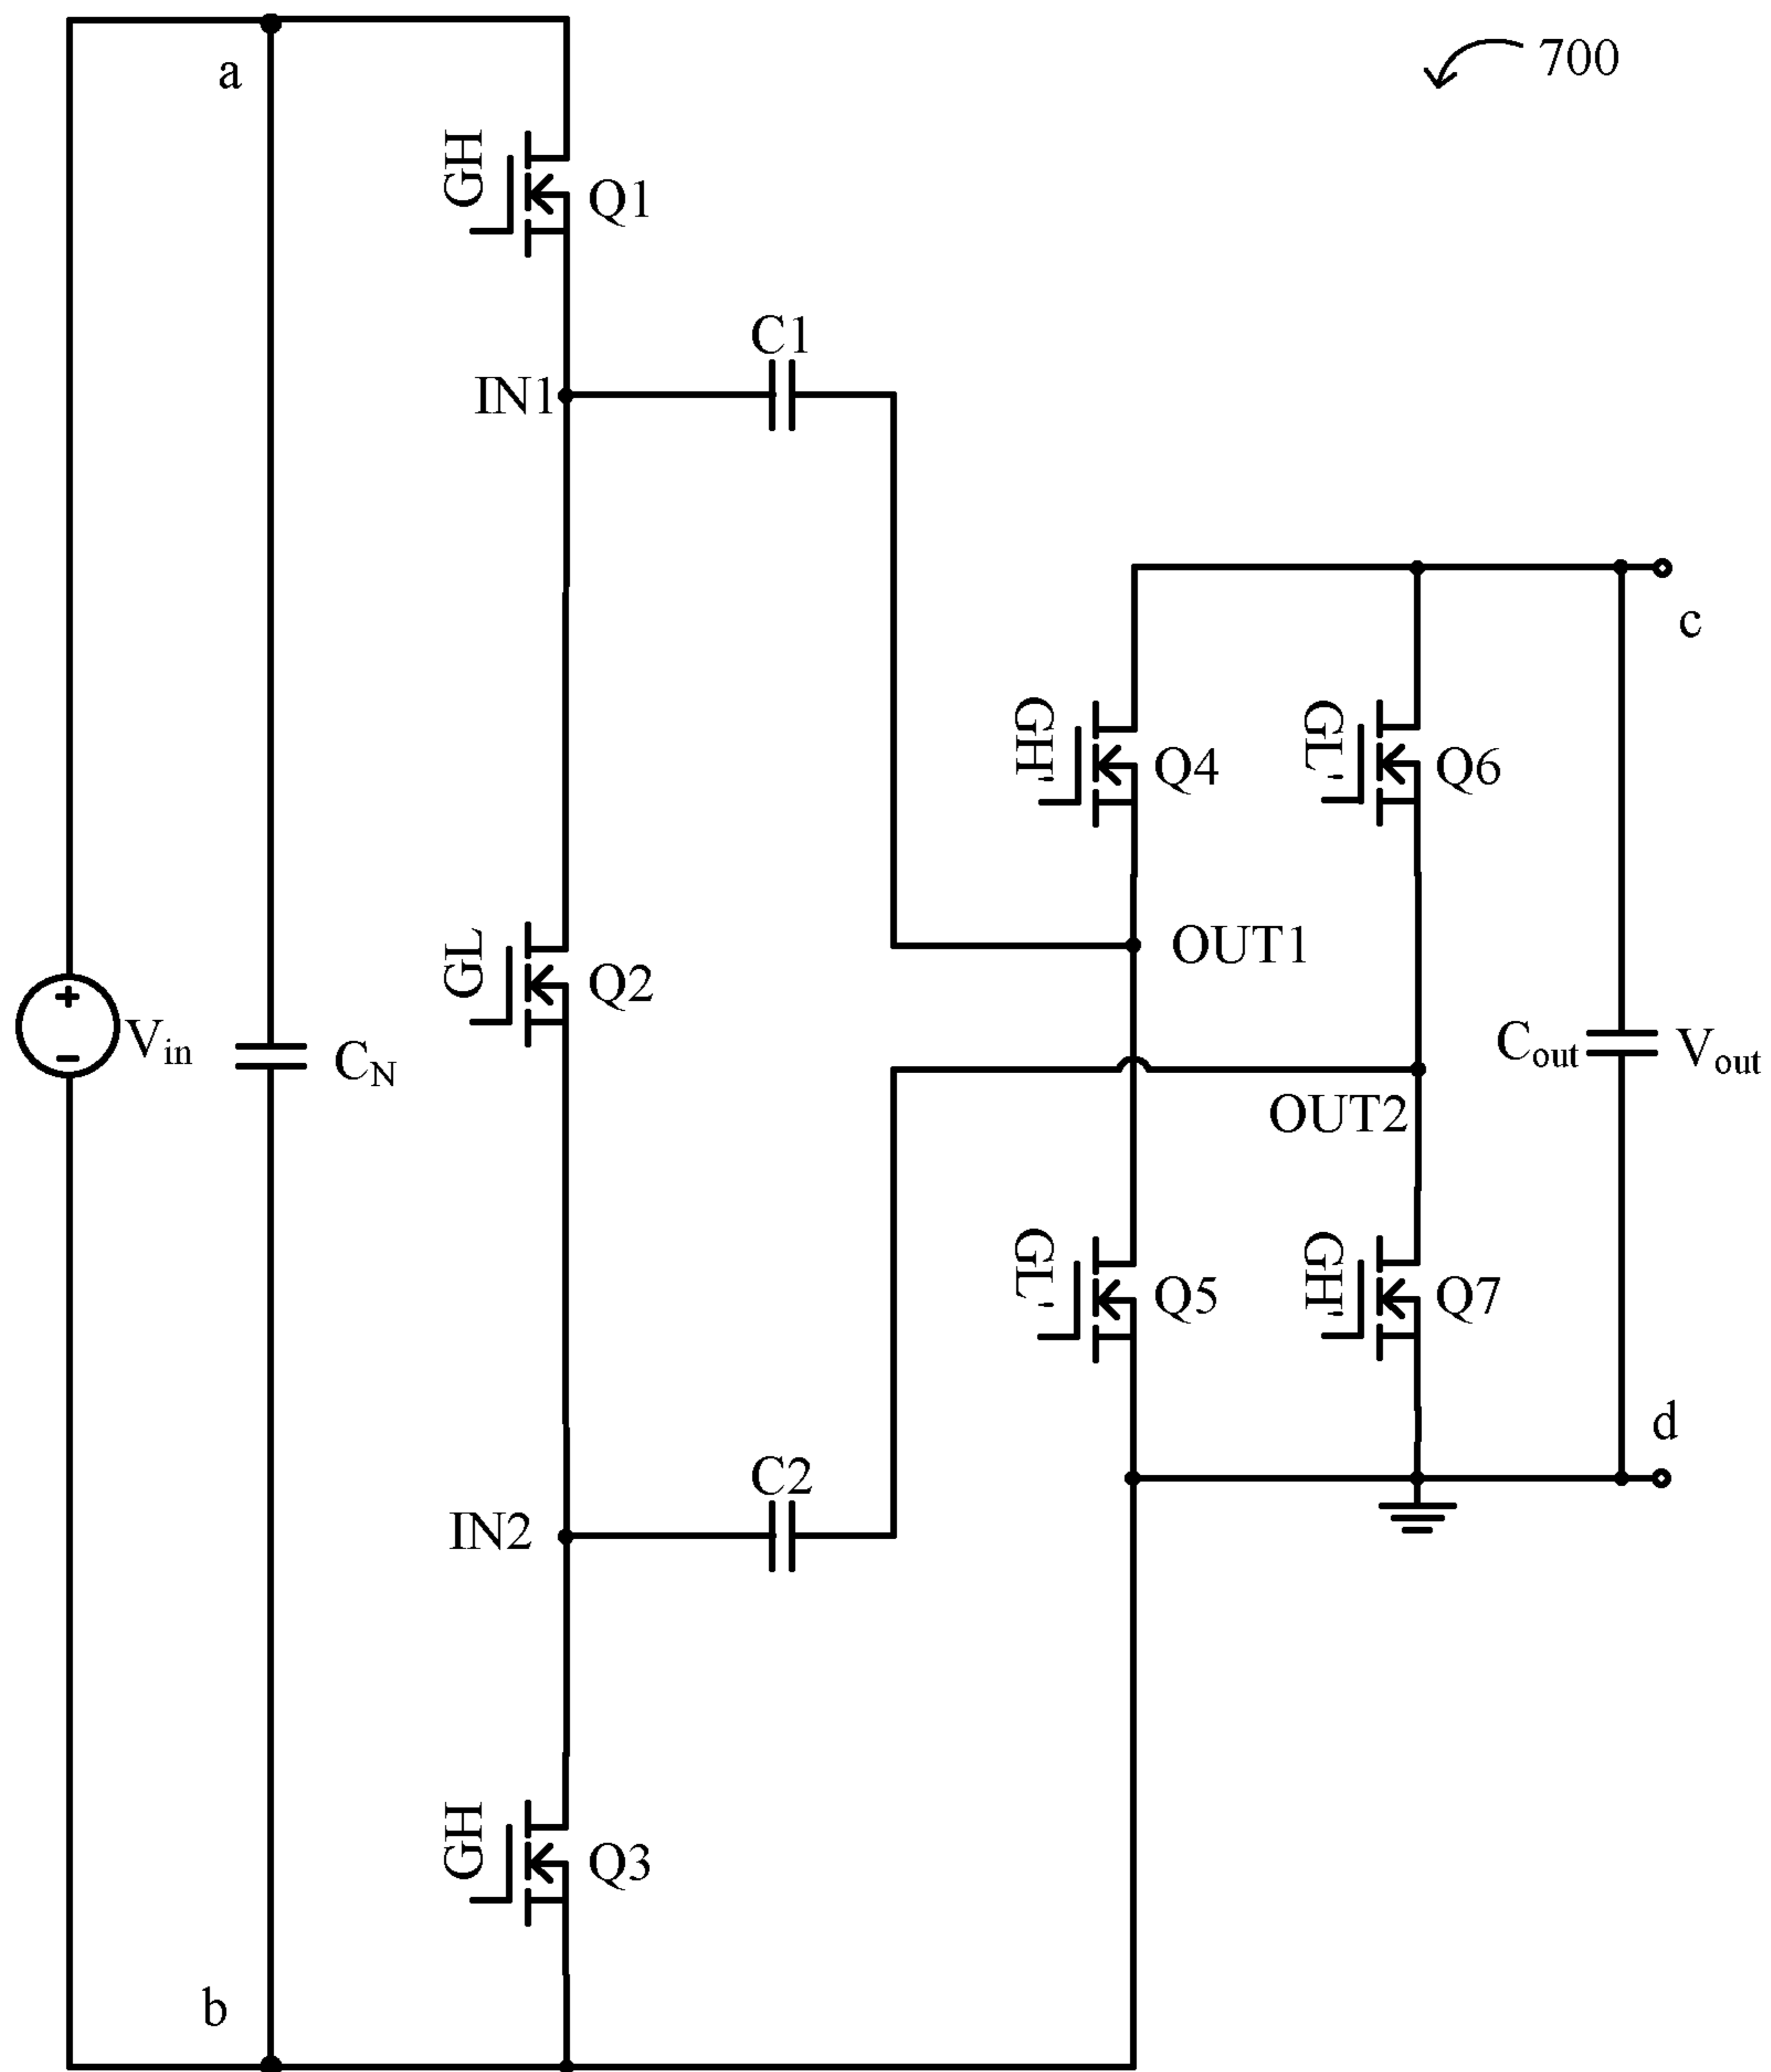 700
a
GH
Q1
C1
IN1
c
GH'
Q4
GL'
Q6
GL
Q2
OUT1
+
-
Vin
CN
Cout
Vout
OUT2
GL'
Q5
GH'
Q7
d
C2
IN2
GH
Q3
b